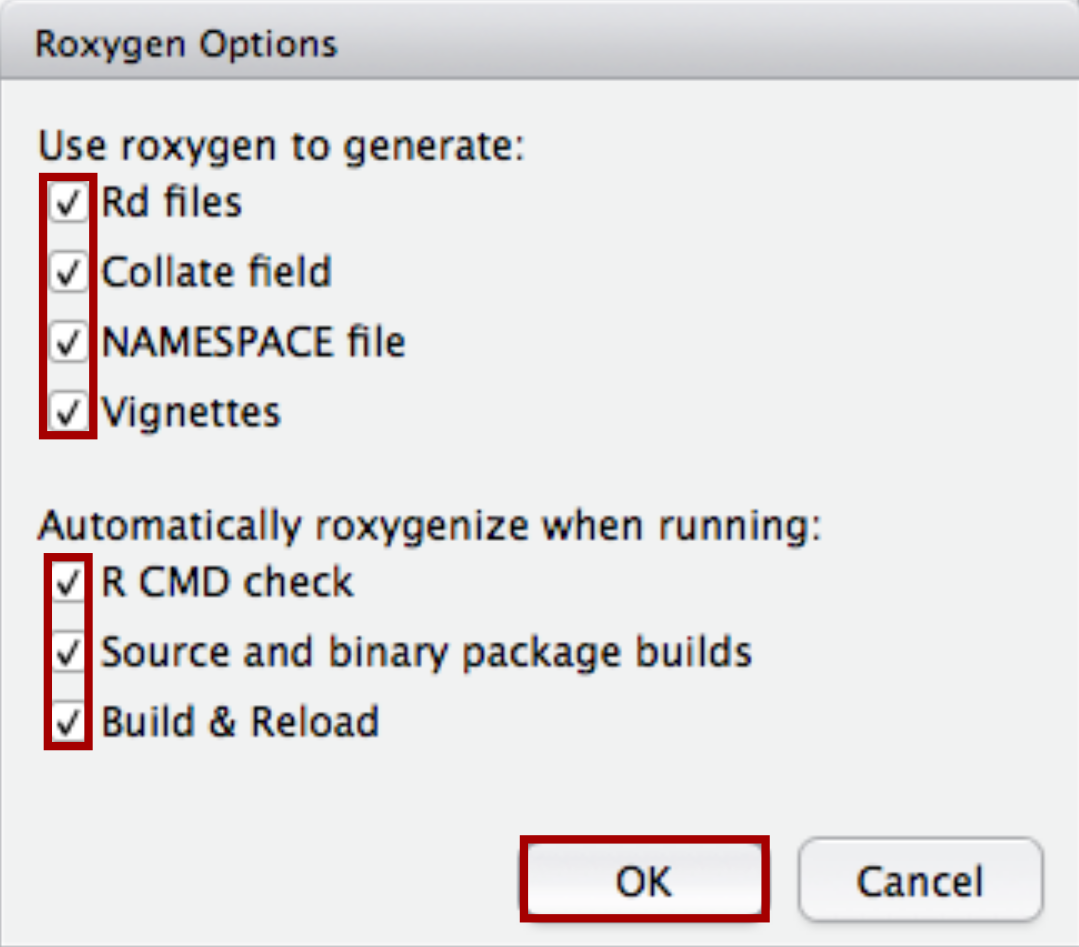 Roxygen Options
Use roxygen to generate:
Rd files
Collate field
NAMESPACE file
Vignettes
Automatically roxygenize when running:
R CMD check
Source and binary package builds
Build & Reload
OK Cancel